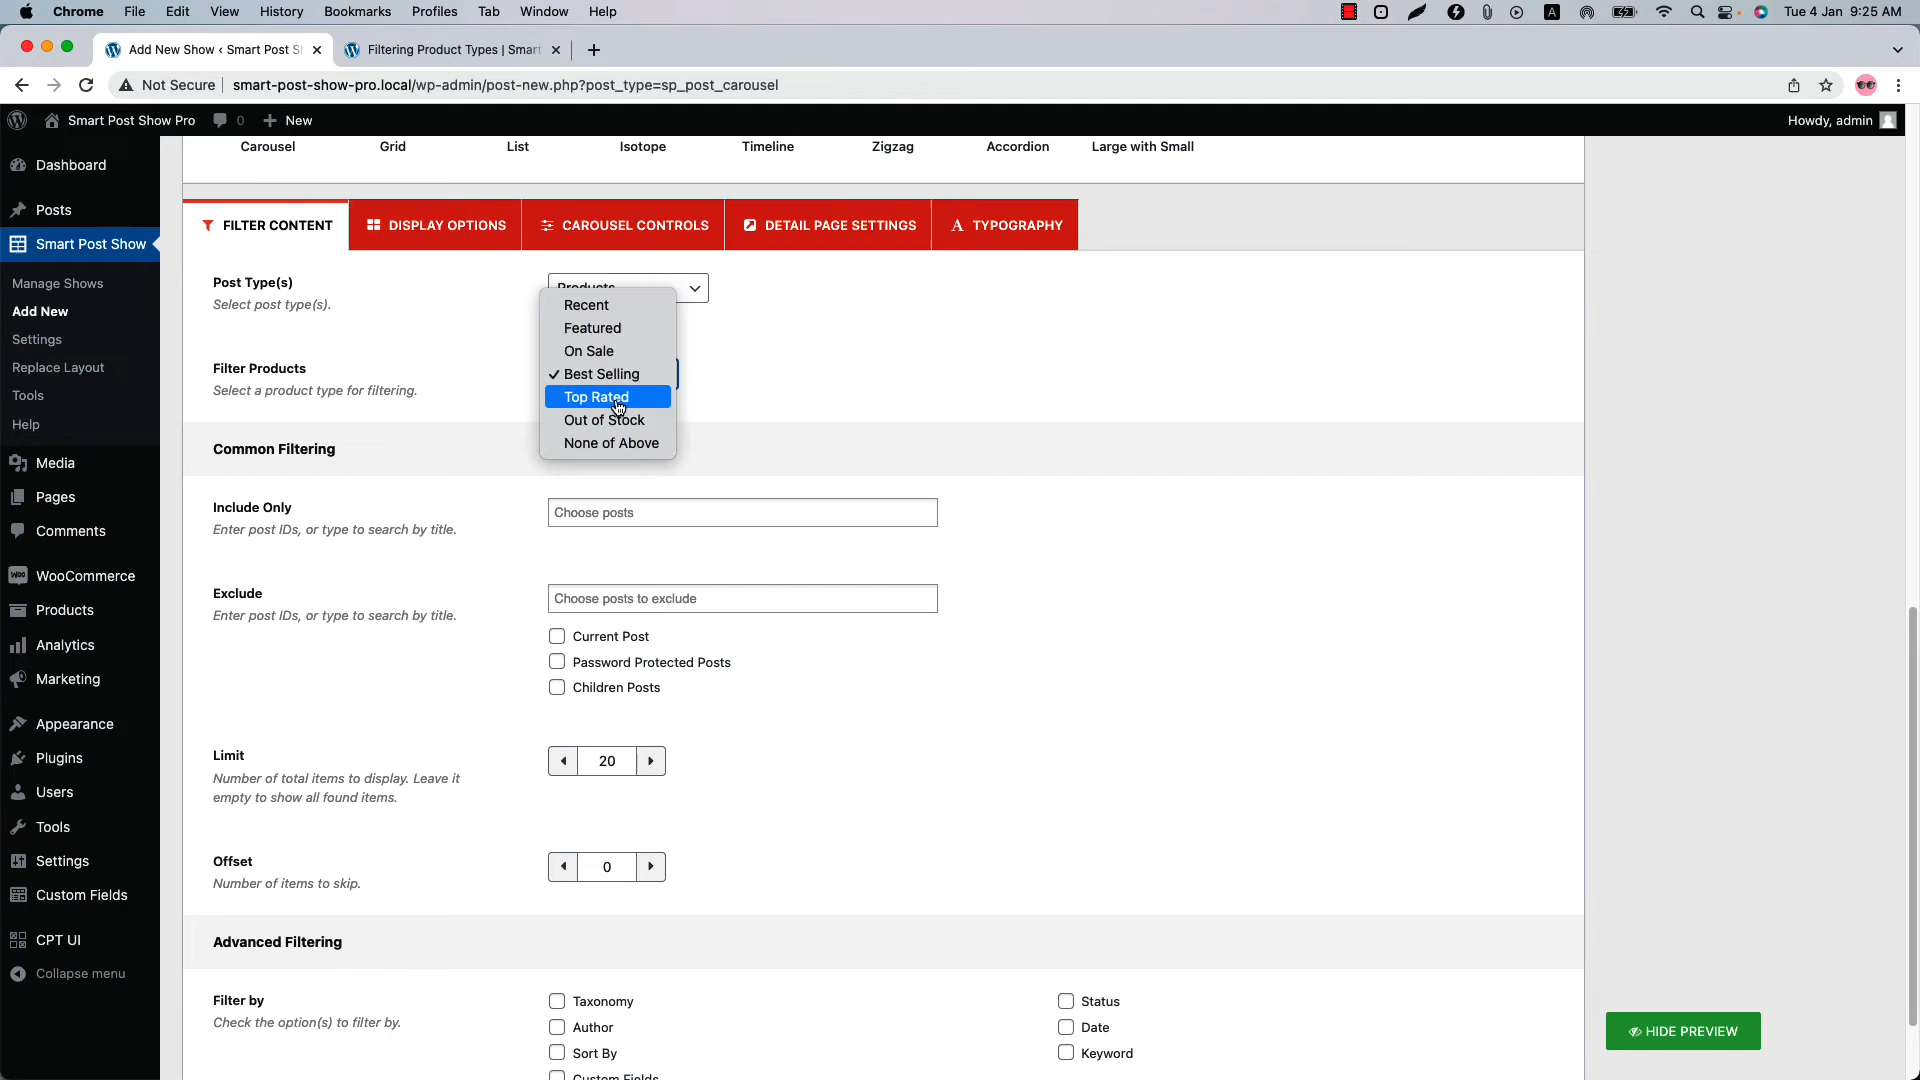 Chrome File Edit View History Bookmarks Profiles Tab Window Help A Tue 4 Jan 9:25 AM
Add New Show ‹ Smart Post S Filtering Product Types | Smart
Not Secure smart-post-show-pro.local/wp-admin/post-new.php?post_type=sp_post_carousel
Smart Post Show Pro 0 New Howdy, admin
Carousel Grid List Isotope Timeline Zigzag Accordion Large with Small
Dashboard
Posts
Smart Post Show
Manage Shows
Add New
Settings
Replace Layout
Tools
Help
Media
Pages
Comments
WooCommerce
Products
Analytics
Marketing
Appearance
Plugins
Users
Tools
Settings
Custom Fields
CPT UI
Collapse menu
FILTER CONTENT DISPLAY OPTIONS CAROUSEL CONTROLS DETAIL PAGE SETTINGS A TYPOGRAPHY
Post Type(s)
Select post type(s).
Products
Filter Products
Select a product type for filtering.
Recent
Featured
On Sale
✓ Best Selling
Top Rated
Out of Stock
None of Above
Common Filtering
Include Only
Enter post IDs, or type to search by title.
Choose posts
Exclude
Enter post IDs, or type to search by title.
Choose posts to exclude
Current Post
Password Protected Posts
Children Posts
Limit
Number of total items to display. Leave it
empty to show all found items.
20
Offset
Number of items to skip.
0
Advanced Filtering
Filter by
Check the option(s) to filter by.
Taxonomy
Author
Sort By
Custom Fields
Status
Date
Keyword
HIDE PREVIEW